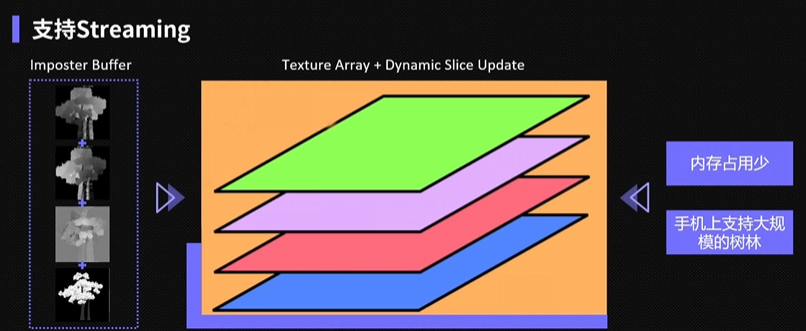 支持Streaming
Imposter Buffer
Texture Array + Dynamic Slice Update
内存占用少
手机上支持大规
模的树林